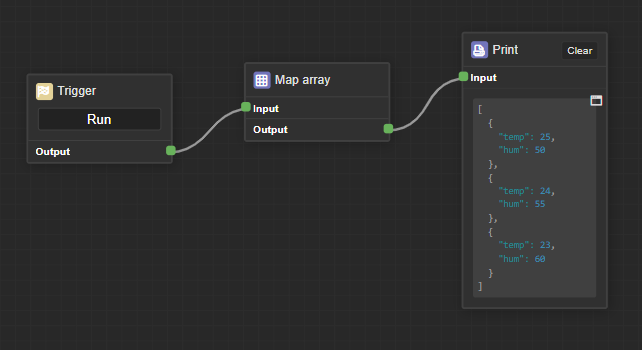 Trigger
Run
Output
Map array
Input
Output
Print
Clear
Input
[
  {
    "temp": 25,
    "hum": 50
  },
  {
    "temp": 24,
    "hum": 55
  },
  {
    "temp": 23,
    "hum": 60
  }
]